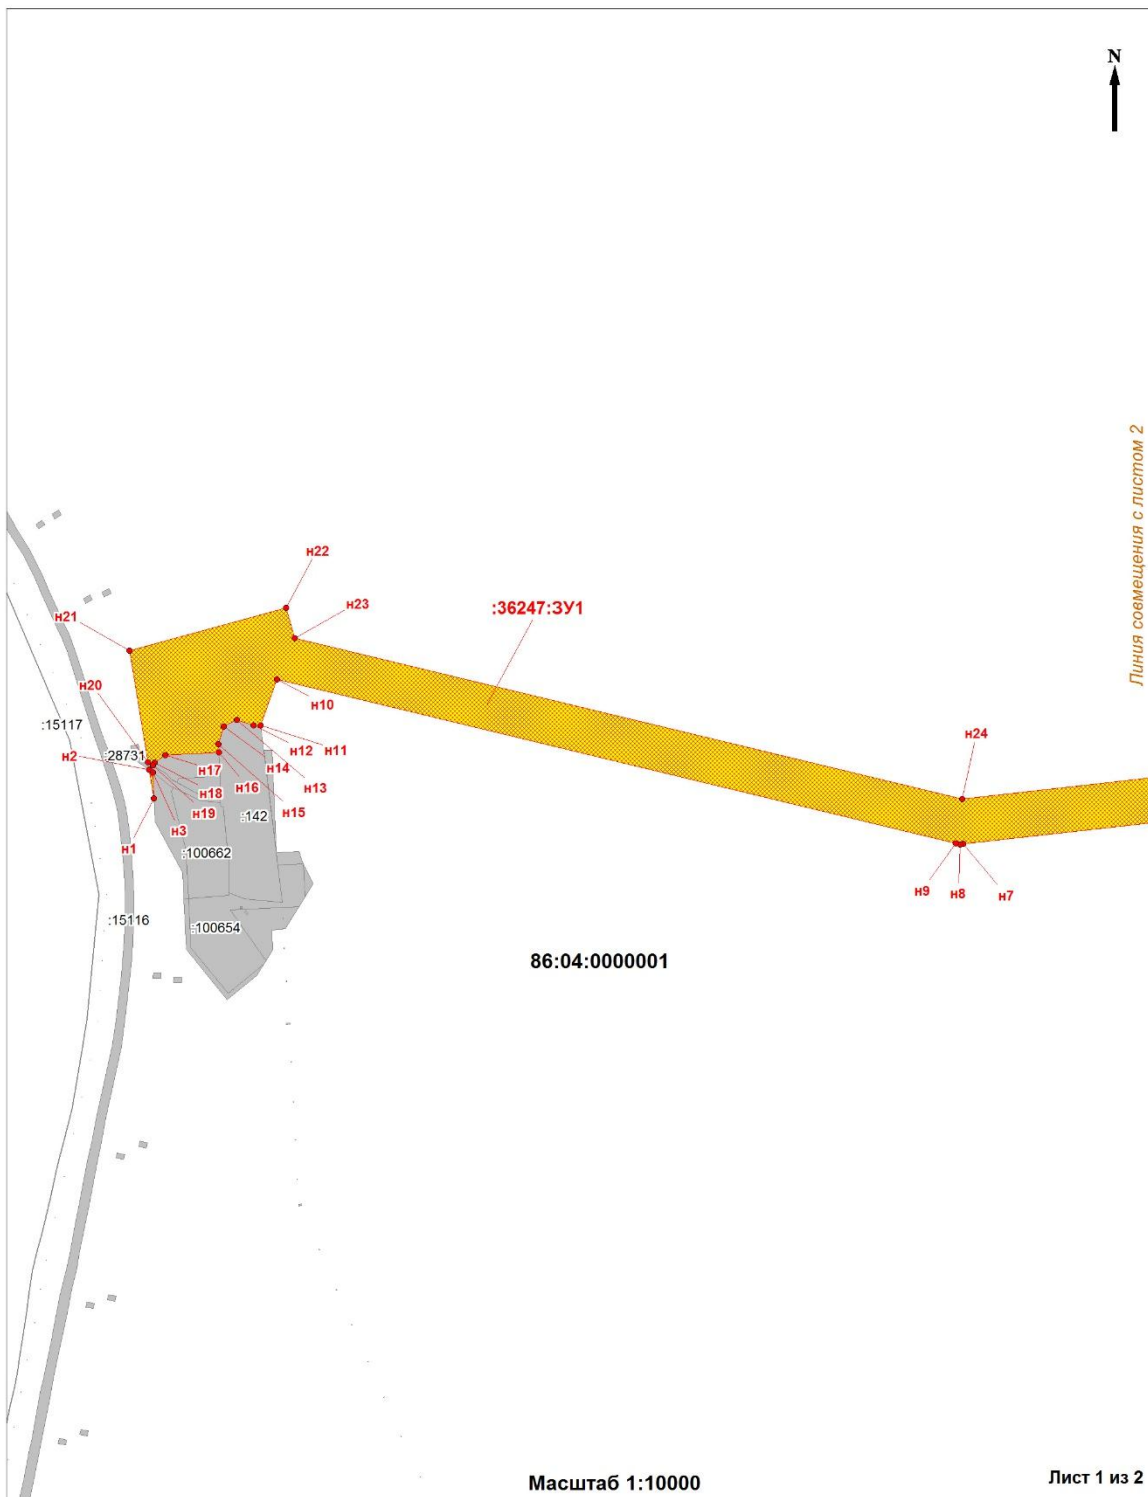 N
Линия совмещения с листом 2
н22
н23
:36247:ЗУ1
н21
н20
н10
:15117
:28731
н2
н12
н11
н24
н17
н14
н16
н13
н18
н19
н15
н3
:142
н1
:100662
н9
н8
н7
:15116
:100654
86:04:0000001
Масштаб 1:10000
Лист 1 из 2